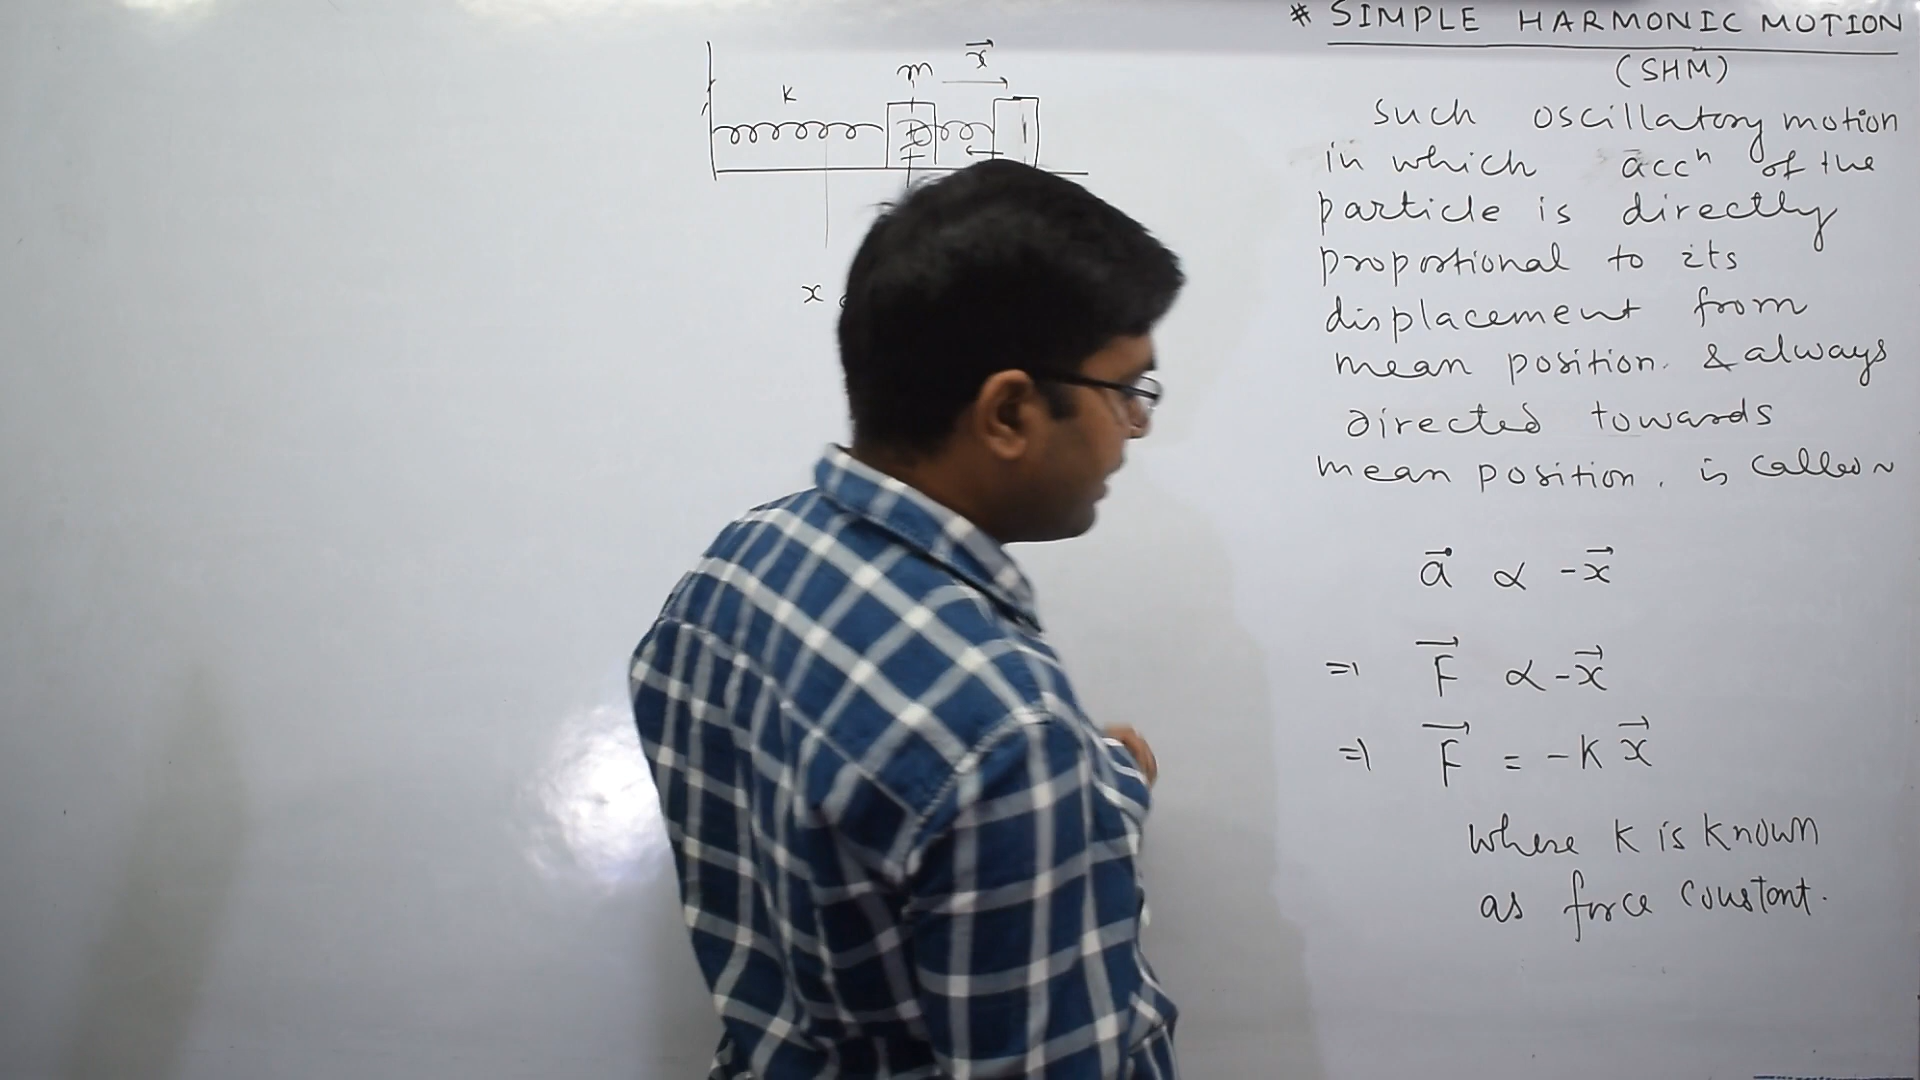 # SIMPLE HARMONIC MOTION
(SHM)
Such oscillatory motion
in which accⁿ of the
particle is directly
proportional to its
displacement from
mean position. & always
directed towards
mean position. is called ~
a⃗ ∝ -x⃗
⇒ F⃗ ∝ -x⃗
⇒ F⃗ = -K x⃗
where K is known
as force constant.
x⃗
m
K
x